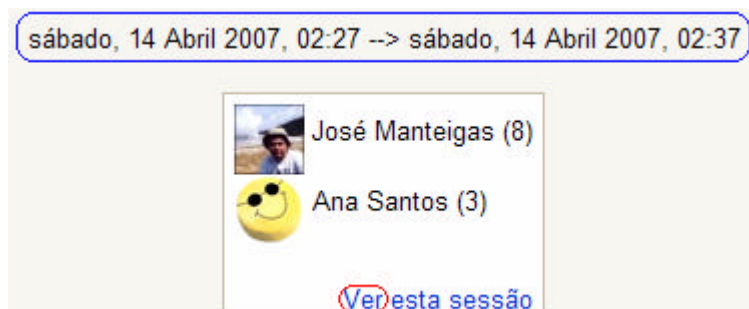 sábado, 14 Abril 2007, 02:27 --> sábado, 14 Abril 2007, 02:37
José Manteigas (8)
Ana Santos (3)
Ver esta sessão